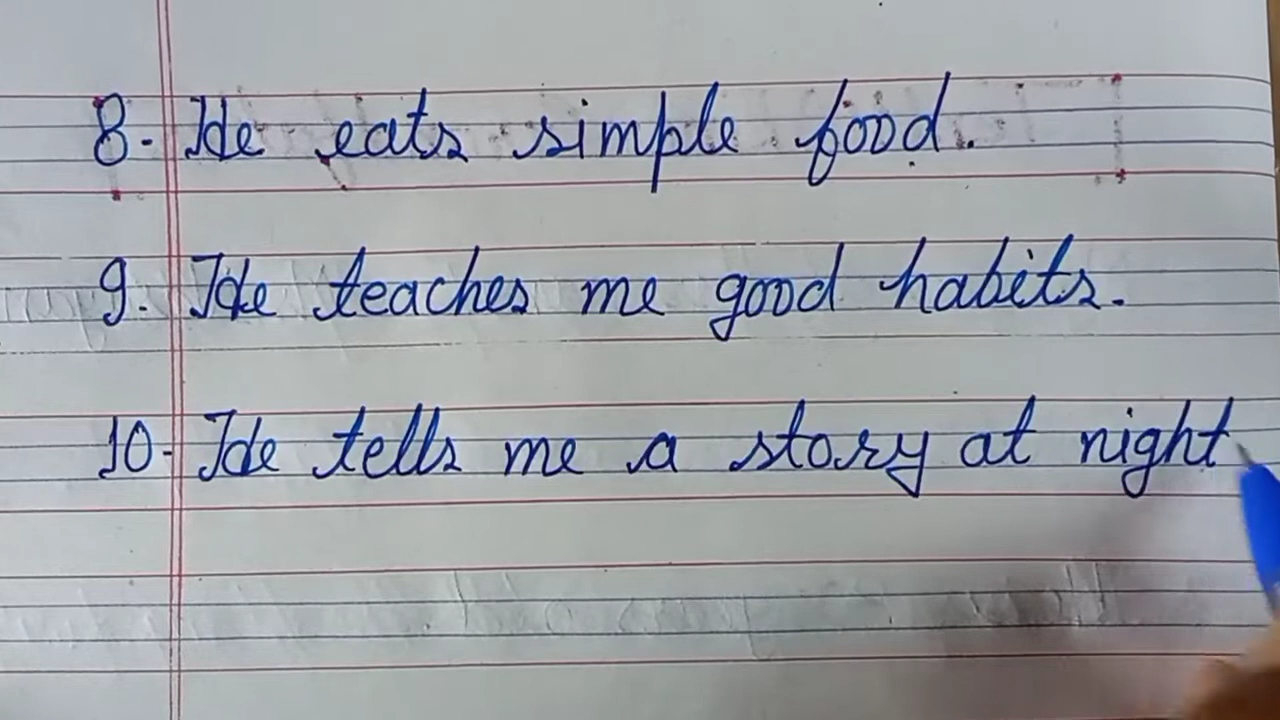 8. He eats simple food.
9. He teaches me good habits.
10. He tells me a story at night